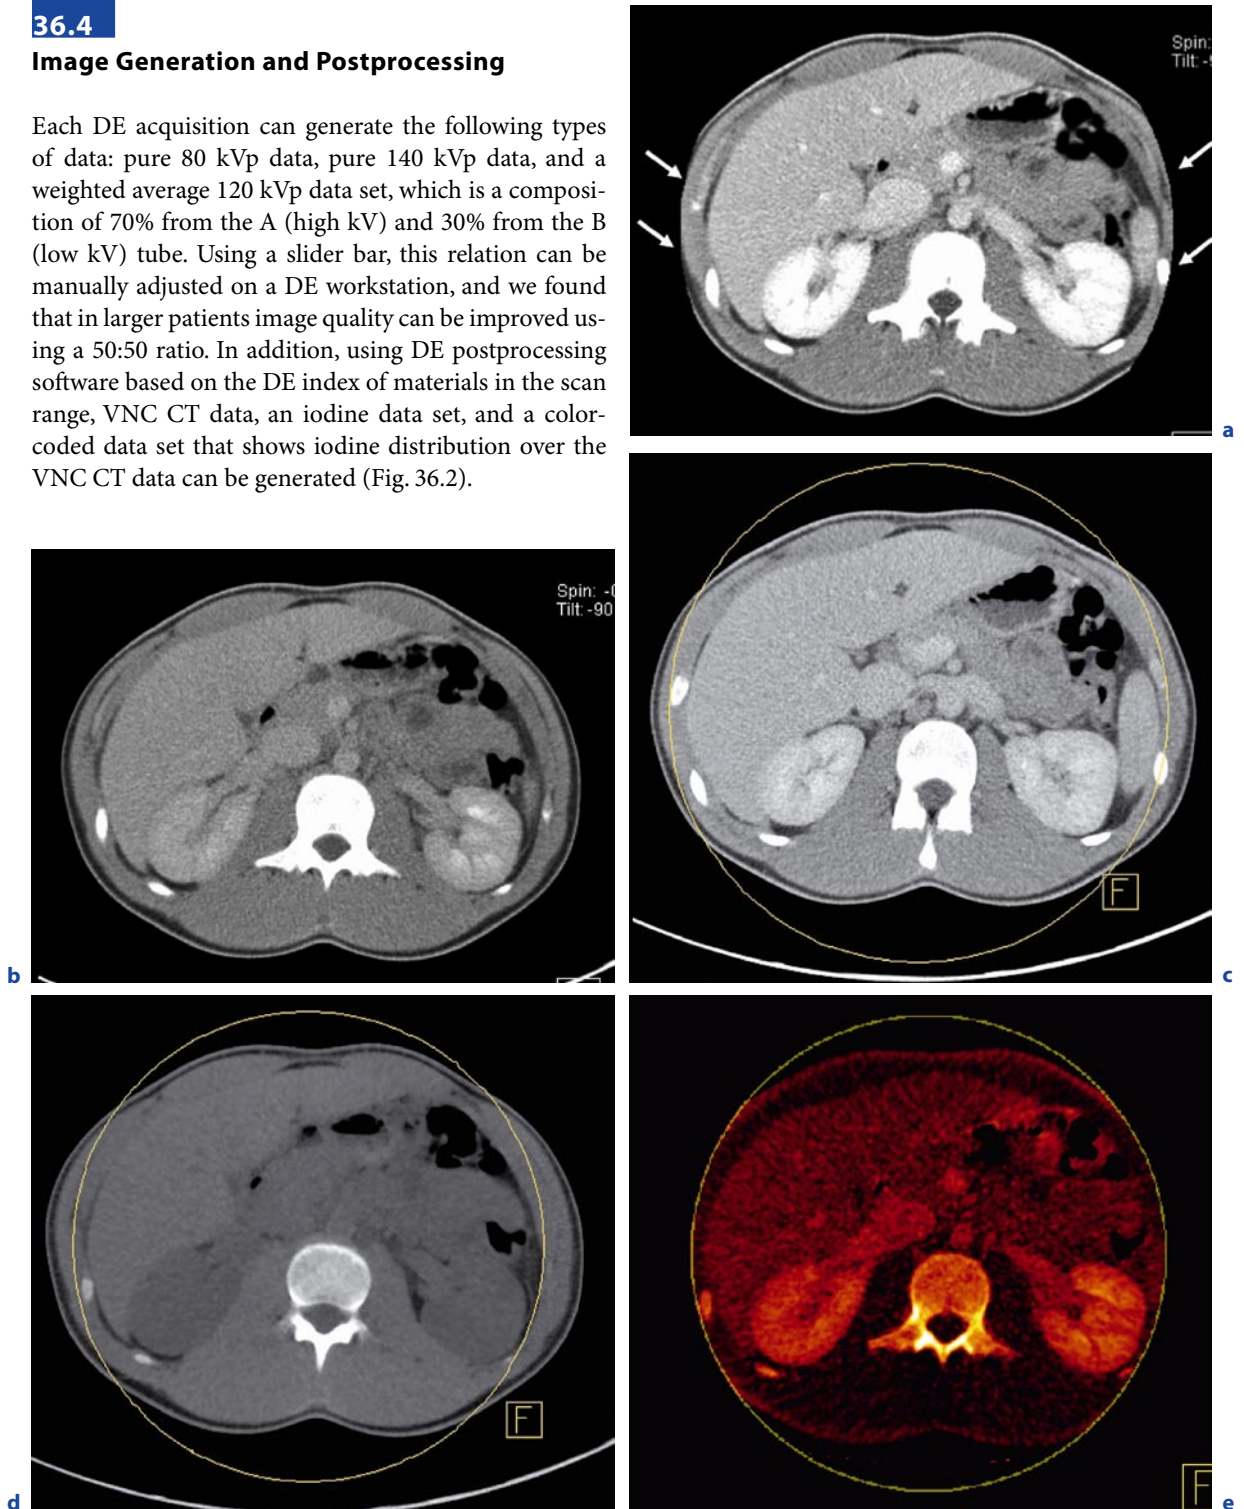 36.4
Image Generation and Postprocessing
Each DE acquisition can generate the following types
of data: pure 80 kVp data, pure 140 kVp data, and a
weighted average 120 kVp data set, which is a composi-
tion of 70% from the A (high kV) and 30% from the B
(low kV) tube. Using a slider bar, this relation can be
manually adjusted on a DE workstation, and we found
that in larger patients image quality can be improved us-
ing a 50:50 ratio. In addition, using DE postprocessing
software based on the DE index of materials in the scan
range, VNC CT data, an iodine data set, and a color-
coded data set that shows iodine distribution over the
VNC CT data can be generated (Fig. 36.2).
Spin:
Tilt: -9
a
Spin: -0
Tilt: -90
b
F
c
F
d
F
e